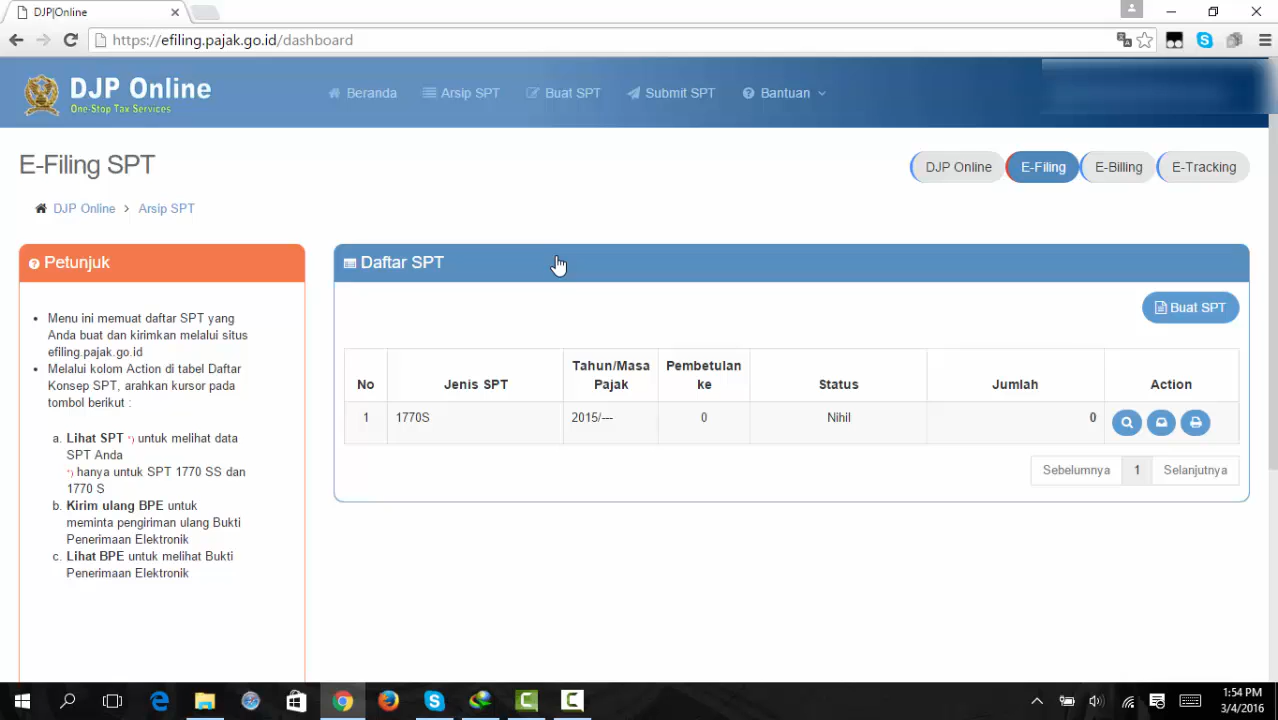 DJP|Online
https://efiling.pajak.go.id/dashboard
DJP Online
One-Stop Tax Services
Beranda
Arsip SPT
Buat SPT
Submit SPT
Bantuan
E-Filing SPT
DJP Online
E-Filing
E-Billing
E-Tracking
DJP Online > Arsip SPT
Petunjuk
• Menu ini memuat daftar SPT yang
Anda buat dan kirimkan melalui situs
efiling.pajak.go.id
• Melalui kolom Action di tabel Daftar
Konsep SPT, arahkan kursor pada
tombol berikut :
a. Lihat SPT *) untuk melihat data
SPT Anda
*) hanya untuk SPT 1770 SS dan
1770 S
b. Kirim ulang BPE untuk
meminta pengiriman ulang Bukti
Penerimaan Elektronik
c. Lihat BPE untuk melihat Bukti
Penerimaan Elektronik
Daftar SPT
Buat SPT
No Jenis SPT Tahun/Masa Pajak Pembetulan ke Status Jumlah Action
1 1770S 2015/--- 0 Nihil 0
Sebelumnya 1 Selanjutnya
1:54 PM
3/4/2016